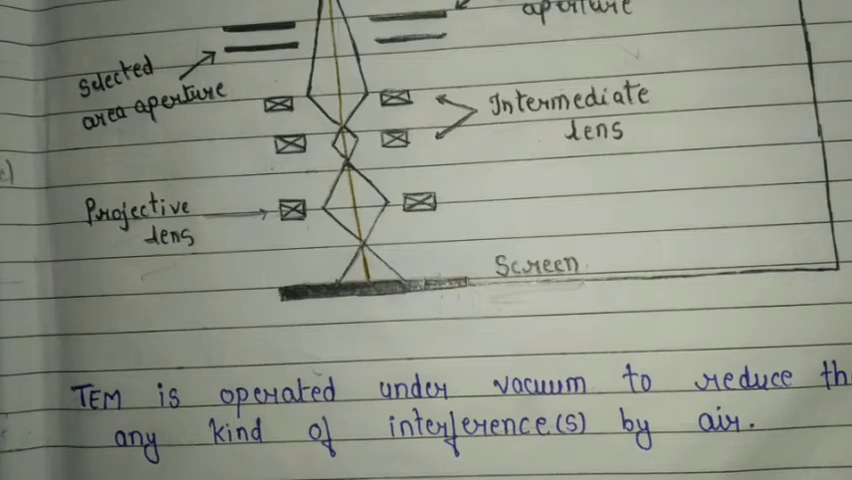 aperture
Selected
area aperture
Intermediate
lens
Projective
lens
Screen
TEM is operated under vacuum to reduce th
any kind of interference(s) by air.